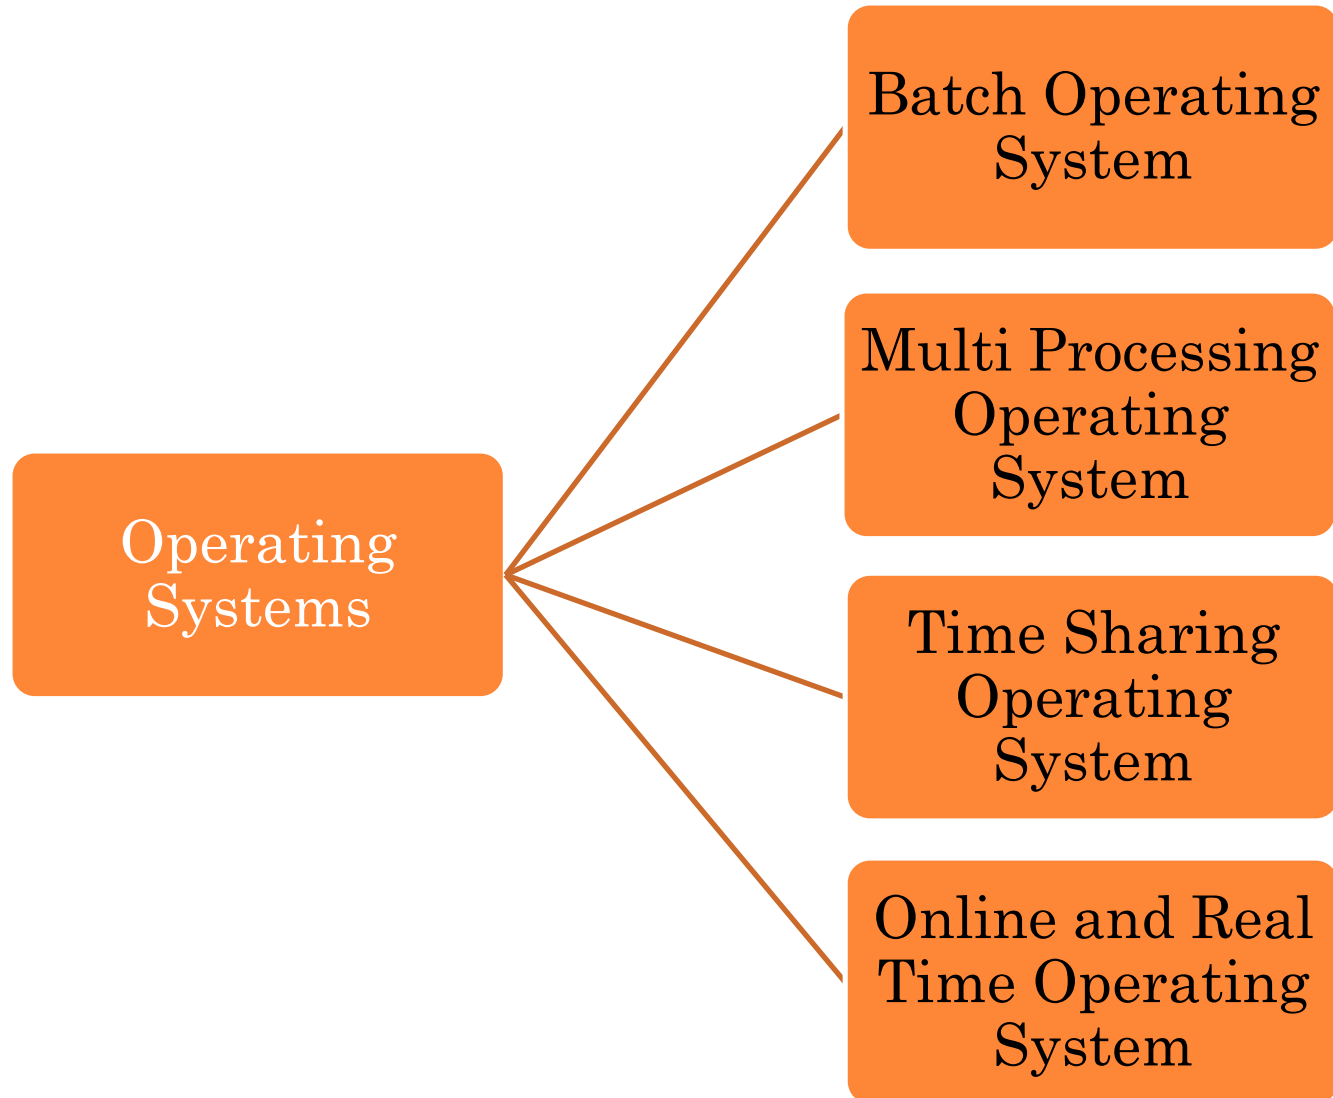 Batch Operating
System
Multi Processing
Operating
System
Operating
Systems
Time Sharing
Operating
System
Online and Real
Time Operating
System